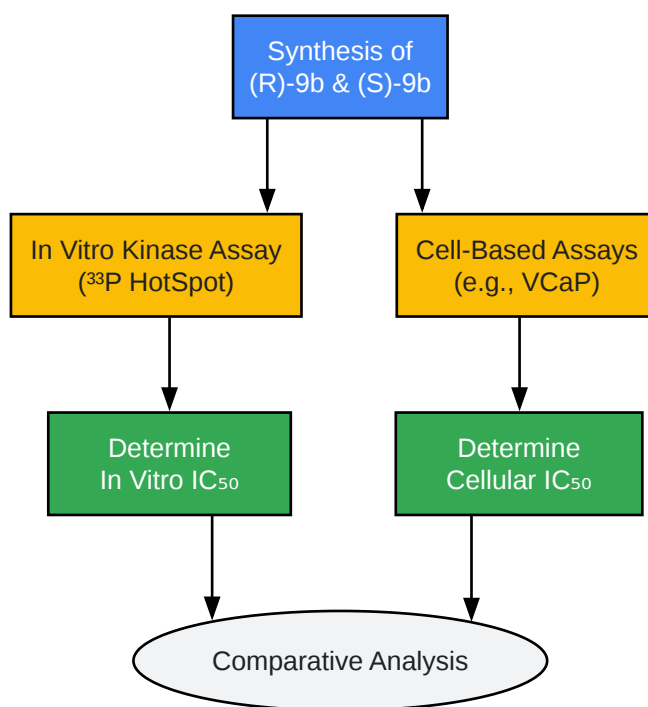 Synthesis of
(R)-9b & (S)-9b
In Vitro Kinase Assay
(³³P HotSpot)
Cell-Based Assays
(e.g., VCaP)
Determine
In Vitro IC₅₀
Determine
Cellular IC₅₀
Comparative Analysis